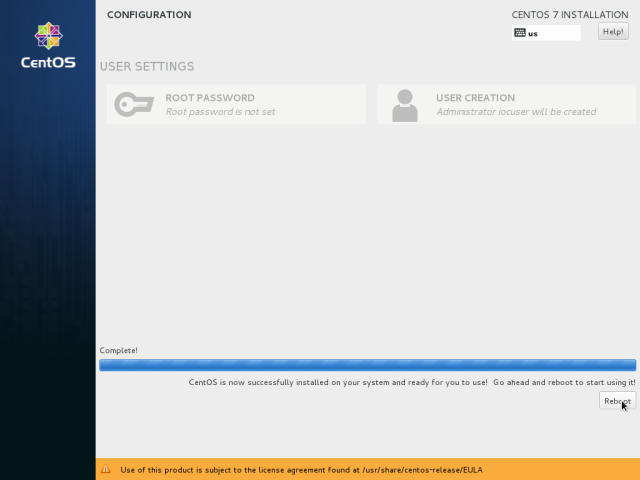 CONFIGURATION
CENTOS 7 INSTALLATION
us
Help!
CentOS
USER SETTINGS
ROOT PASSWORD
Root password is not set
USER CREATION
Administrator iocuser will be created
Complete!
CentOS is now successfully installed on your system and ready for you to use! Go ahead and reboot to start using it!
Reboot
Use of this product is subject to the license agreement found at /usr/share/centos-release/EULA